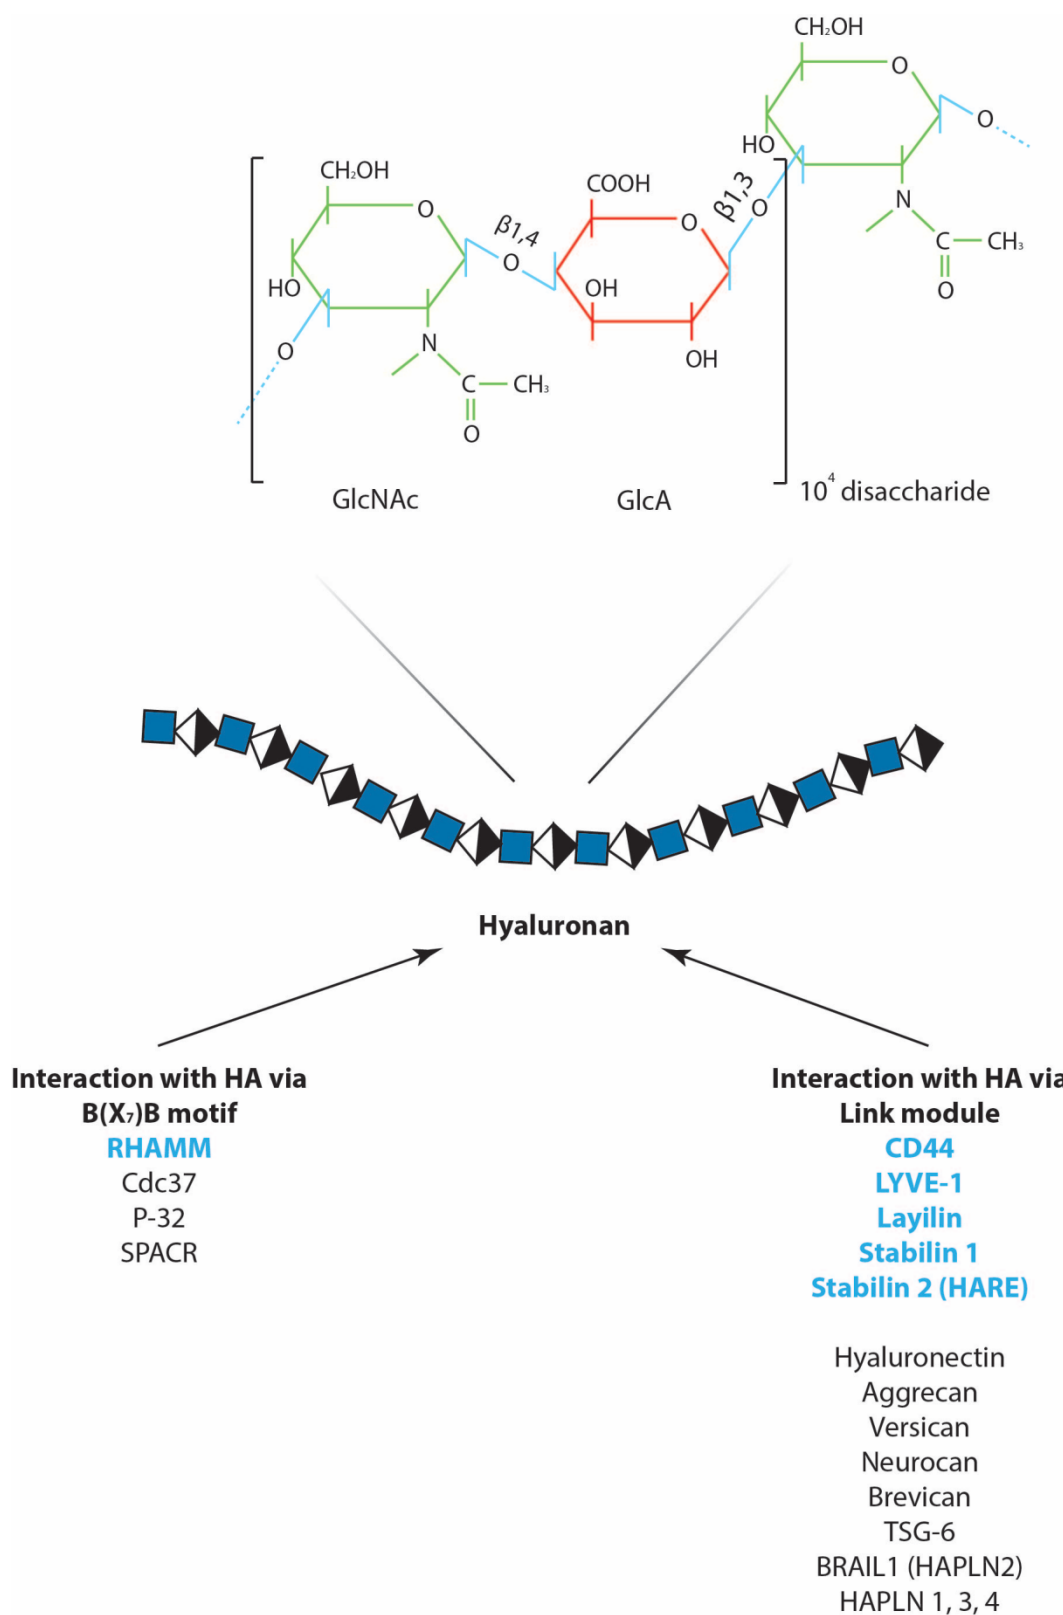 CH₂OH
O
HO
O
N
C
CH₃
O
CH₂OH
O
HO
O
N
C
CH₃
O
β1,4
O
COOH
O
OH
OH
β1,3
O
GlcNAc
GlcA
10⁴ disaccharide
Hyaluronan
Interaction with HA via
B(X₇)B motif
RHAMM
Cdc37
P-32
SPACR
Interaction with HA via
Link module
CD44
LYVE-1
Layilin
Stabilin 1
Stabilin 2 (HARE)
Hyaluronectin
Aggrecan
Versican
Neurocan
Brevican
TSG-6
BRAIL1 (HAPLN2)
HAPLN 1, 3, 4